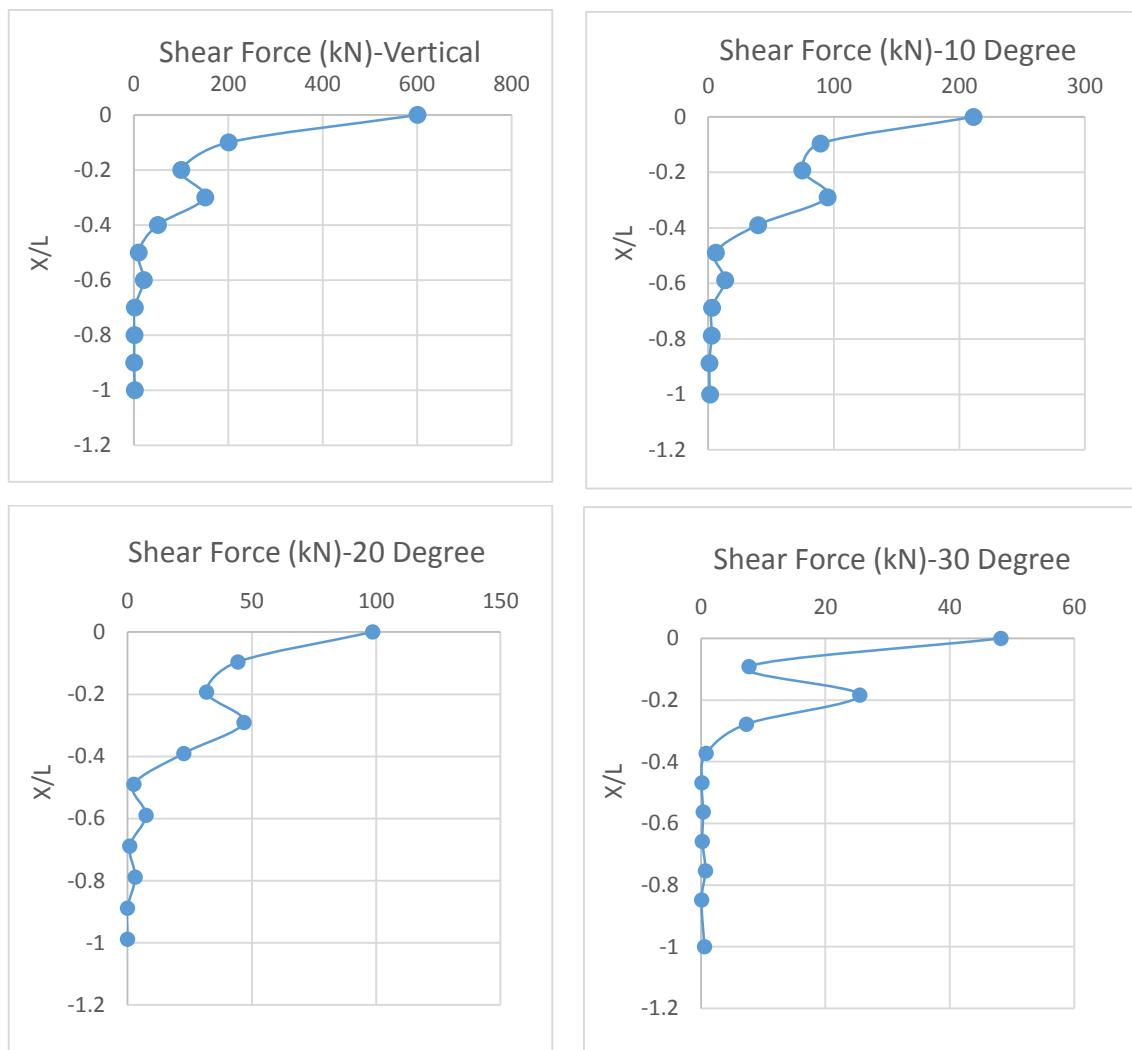 Shear Force (kN)-Vertical
0 200 400 600 800
0
-0.2
-0.4
-0.6
-0.8
-1
-1.2
X/L
Shear Force (kN)-10 Degree
0 100 200 300
0
-0.2
-0.4
-0.6
-0.8
-1
-1.2
X/L
Shear Force (kN)-20 Degree
0 50 100 150
0
-0.2
-0.4
-0.6
-0.8
-1
-1.2
X/L
Shear Force (kN)-30 Degree
0 20 40 60
0
-0.2
-0.4
-0.6
-0.8
-1
-1.2
X/L